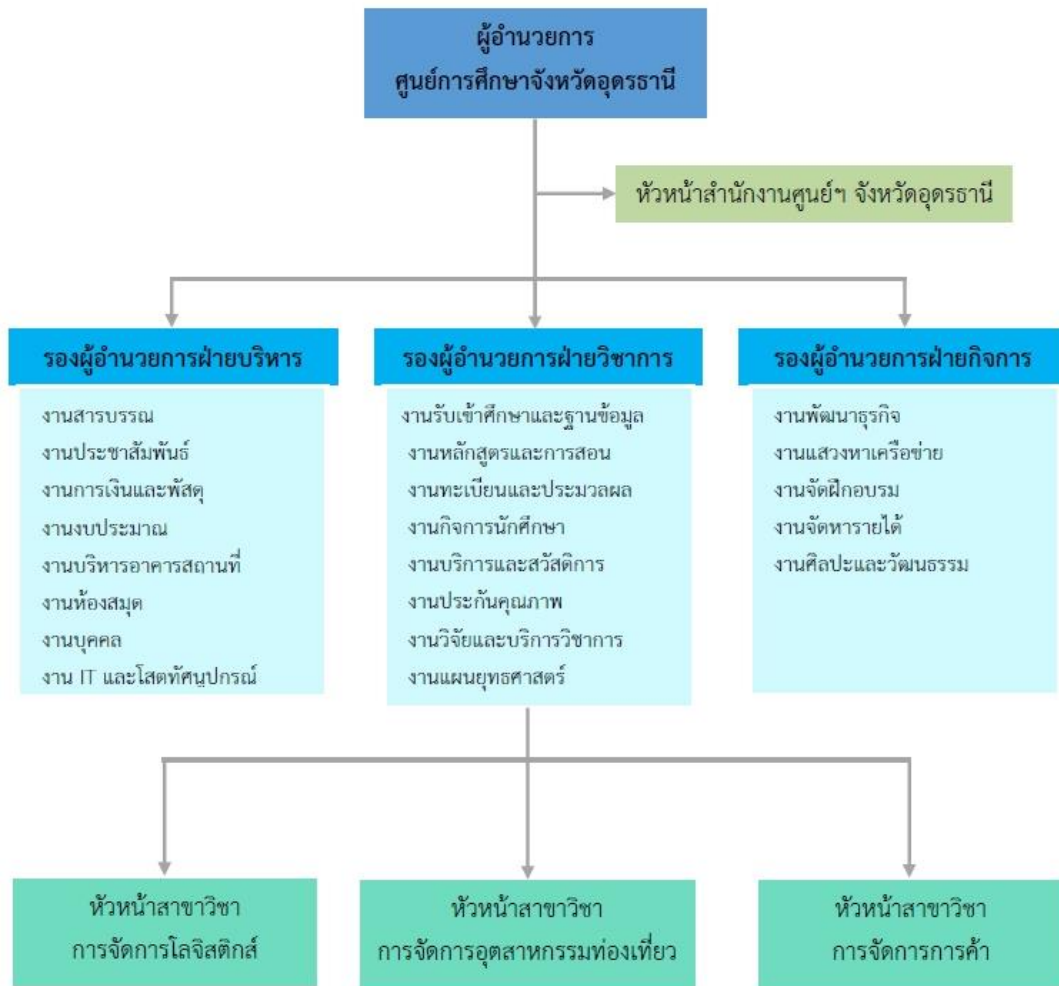 ผู้อำนวยการ
ศูนย์การศึกษาจังหวัดอุดรธานี
หัวหน้าสำนักงานศูนย์ฯ จังหวัดอุดรธานี
รองผู้อำนวยการฝ่ายบริหาร
งานสารบรรณ
งานประชาสัมพันธ์
งานการเงินและพัสดุ
งานงบประมาณ
งานบริหารอาคารสถานที่
งานห้องสมุด
งานบุคคล
งาน IT และโสตทัศนูปกรณ์
รองผู้อำนวยการฝ่ายวิชาการ
งานรับเข้าศึกษาและฐานข้อมูล
งานหลักสูตรและการสอน
งานทะเบียนและประมวลผล
งานกิจการนักศึกษา
งานบริการและสวัสดิการ
งานประกันคุณภาพ
งานวิจัยและบริการวิชาการ
งานแผนยุทธศาสตร์
รองผู้อำนวยการฝ่ายกิจการ
งานพัฒนาธุรกิจ
งานแสวงหาเครือข่าย
งานจัดฝึกอบรม
งานจัดหารายได้
งานศิลปะและวัฒนธรรม
หัวหน้าสาขาวิชา
การจัดการโลจิสติกส์
หัวหน้าสาขาวิชา
การจัดการอุตสาหกรรมท่องเที่ยว
หัวหน้าสาขาวิชา
การจัดการการค้า